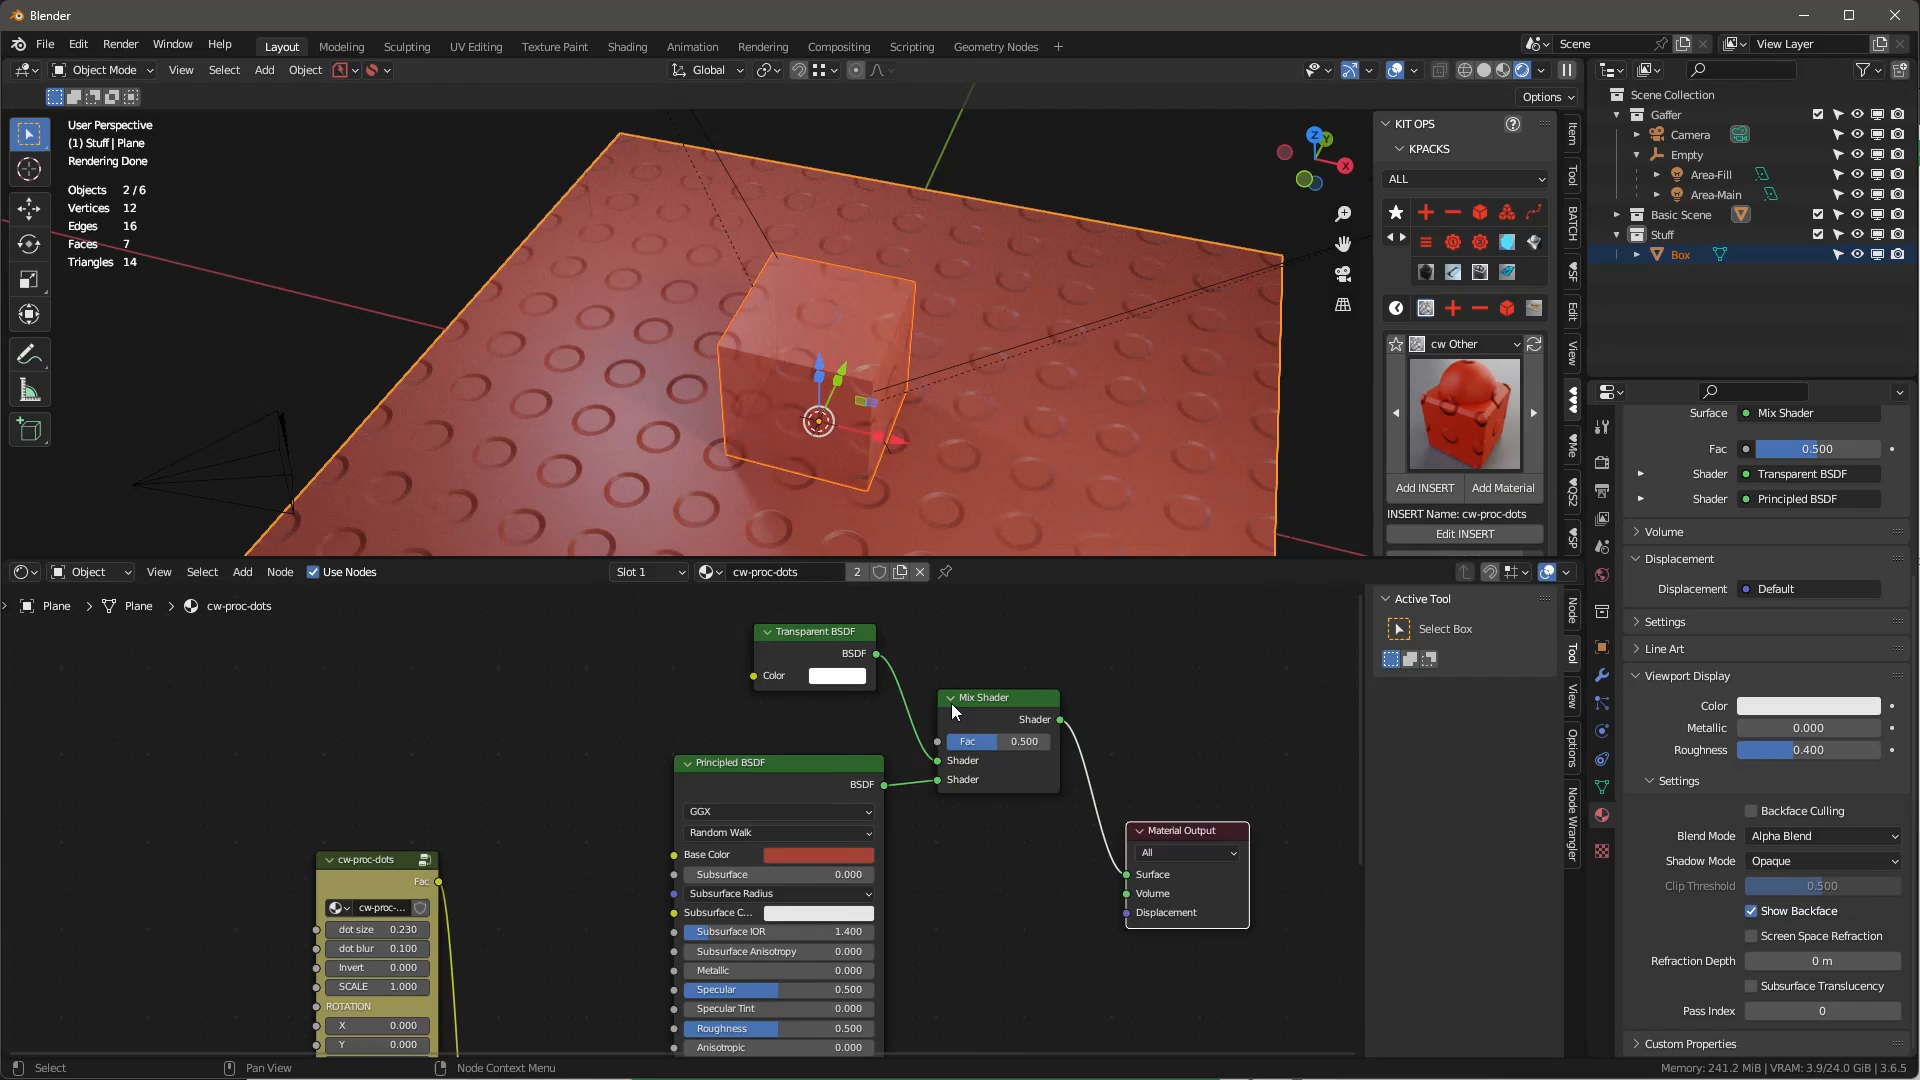 Blender
File Edit Render Window Help
Layout Modeling Sculpting UV Editing Texture Paint Shading Animation Rendering Compositing Scripting Geometry Nodes +
Scene
View Layer
Object Mode View Select Add Object
Global
Options
User Perspective
(1) Stuff | Plane
Rendering Done
Objects 2 / 6
Vertices 12
Edges 16
Faces 7
Triangles 14
Z
Y
X
KIT OPS
KPACKS
ALL
cw Other
Add INSERT Add Material
INSERT Name: cw-proc-dots
Edit INSERT
Item
Tool
BATCH
♥SF
Edit
View
♥♥♥
♥Me
♥QS2
♥SP
Scene Collection
Gaffer
Camera
Empty
Area-Fill
Area-Main
Basic Scene
Stuff
Box
Surface Mix Shader
Fac 0.500
Shader Transparent BSDF
Shader Principled BSDF
Volume
Displacement
Displacement Default
Settings
Line Art
Viewport Display
Color
Metallic 0.000
Roughness 0.400
Settings
Backface Culling
Blend Mode Alpha Blend
Shadow Mode Opaque
Clip Threshold 0.500
Show Backface
Screen Space Refraction
Refraction Depth 0 m
Subsurface Translucency
Pass Index 0
Custom Properties
Object View Select Add Node Use Nodes
Slot 1
cw-proc-dots 2
Plane > Plane > cw-proc-dots
Active Tool
Select Box
Node
Tool
View
Options
Node Wrangler
Transparent BSDF
BSDF
Color
Mix Shader
Shader
Fac 0.500
Shader
Shader
Principled BSDF
BSDF
GGX
Random Walk
Base Color
Subsurface 0.000
Subsurface Radius
Subsurface C...
Subsurface IOR 1.400
Subsurface Anisotropy 0.000
Metallic 0.000
Specular 0.500
Specular Tint 0.000
Roughness 0.500
Anisotropic 0.000
Material Output
All
Surface
Volume
Displacement
cw-proc-dots
Fac
cw-proc-...
dot size 0.230
dot blur 0.100
Invert 0.000
SCALE 1.000
ROTATION
X 0.000
Y 0.000
Select
Pan View
Node Context Menu
Memory: 241.2 MiB | VRAM: 3.9/24.0 GiB | 3.6.5